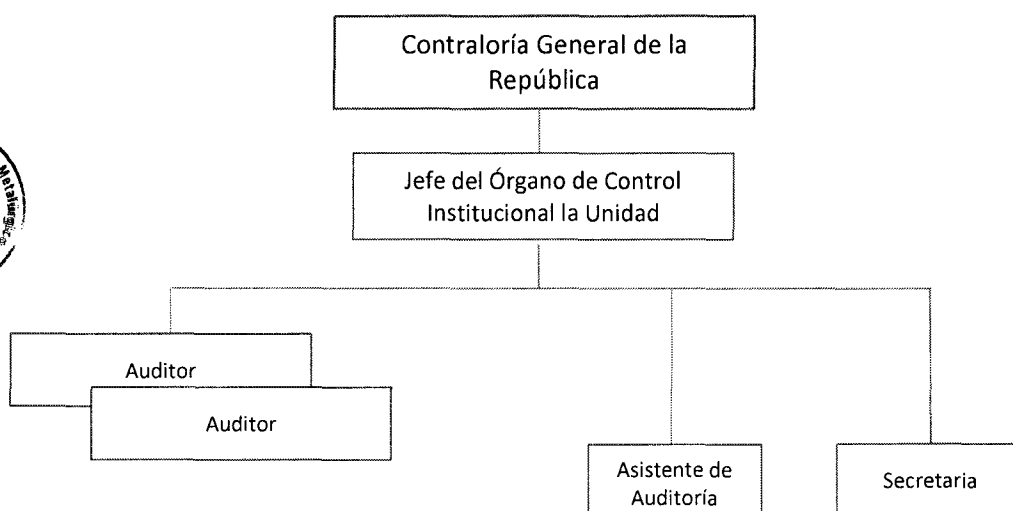 Contraloría General de la
República
Jefe del Órgano de Control
Institucional la Unidad
Metalúrgico
Auditor
Auditor
Asistente de
Auditoría
Secretaria